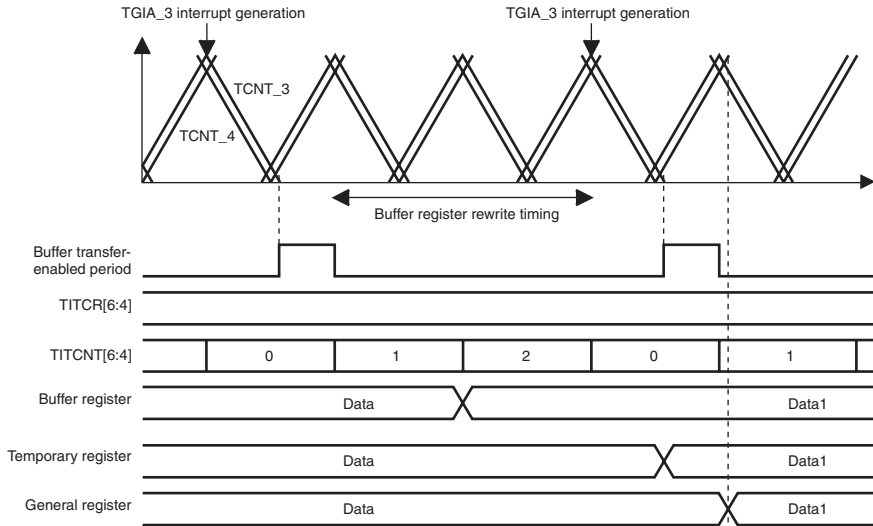 TGIA_3 interrupt generation
TGIA_3 interrupt generation
TCNT_3
TCNT_4
Buffer register rewrite timing
Buffer transfer-
enabled period
TITCR[6:4]
TITCNT[6:4]
0
1
2
0
1
Buffer register
Data
Data1
Temporary register
Data
Data1
General register
Data
Data1